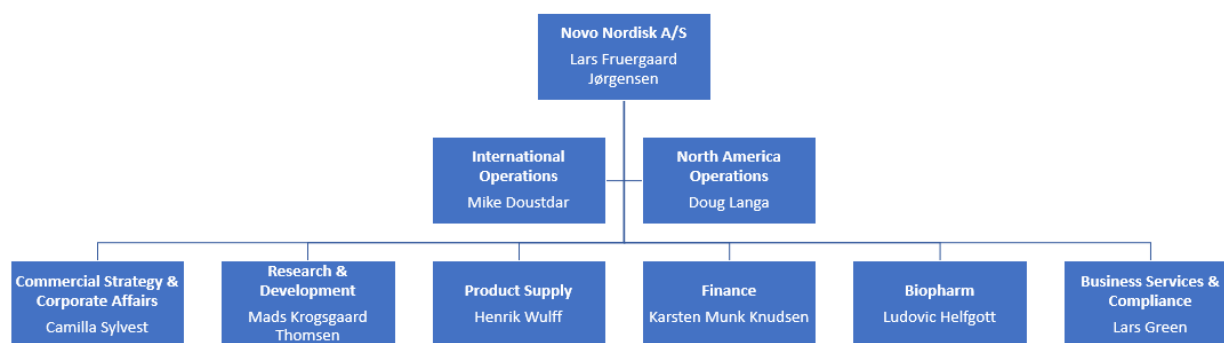 Novo Nordisk A/S
Lars Fruergaard
Jørgensen
International
Operations
Mike Doustdar
North America
Operations
Doug Langa
Commercial Strategy &
Corporate Affairs
Camilla Sylvest
Research &
Development
Mads Krogsgaard
Thomsen
Product Supply
Henrik Wulff
Finance
Karsten Munk Knudsen
Biopharm
Ludovic Helfgott
Business Services &
Compliance
Lars Green